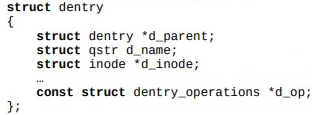 struct dentry
{
    struct dentry *d_parent;
    struct qstr d_name;
    struct inode *d_inode;
    …
    const struct dentry_operations *d_op;
};